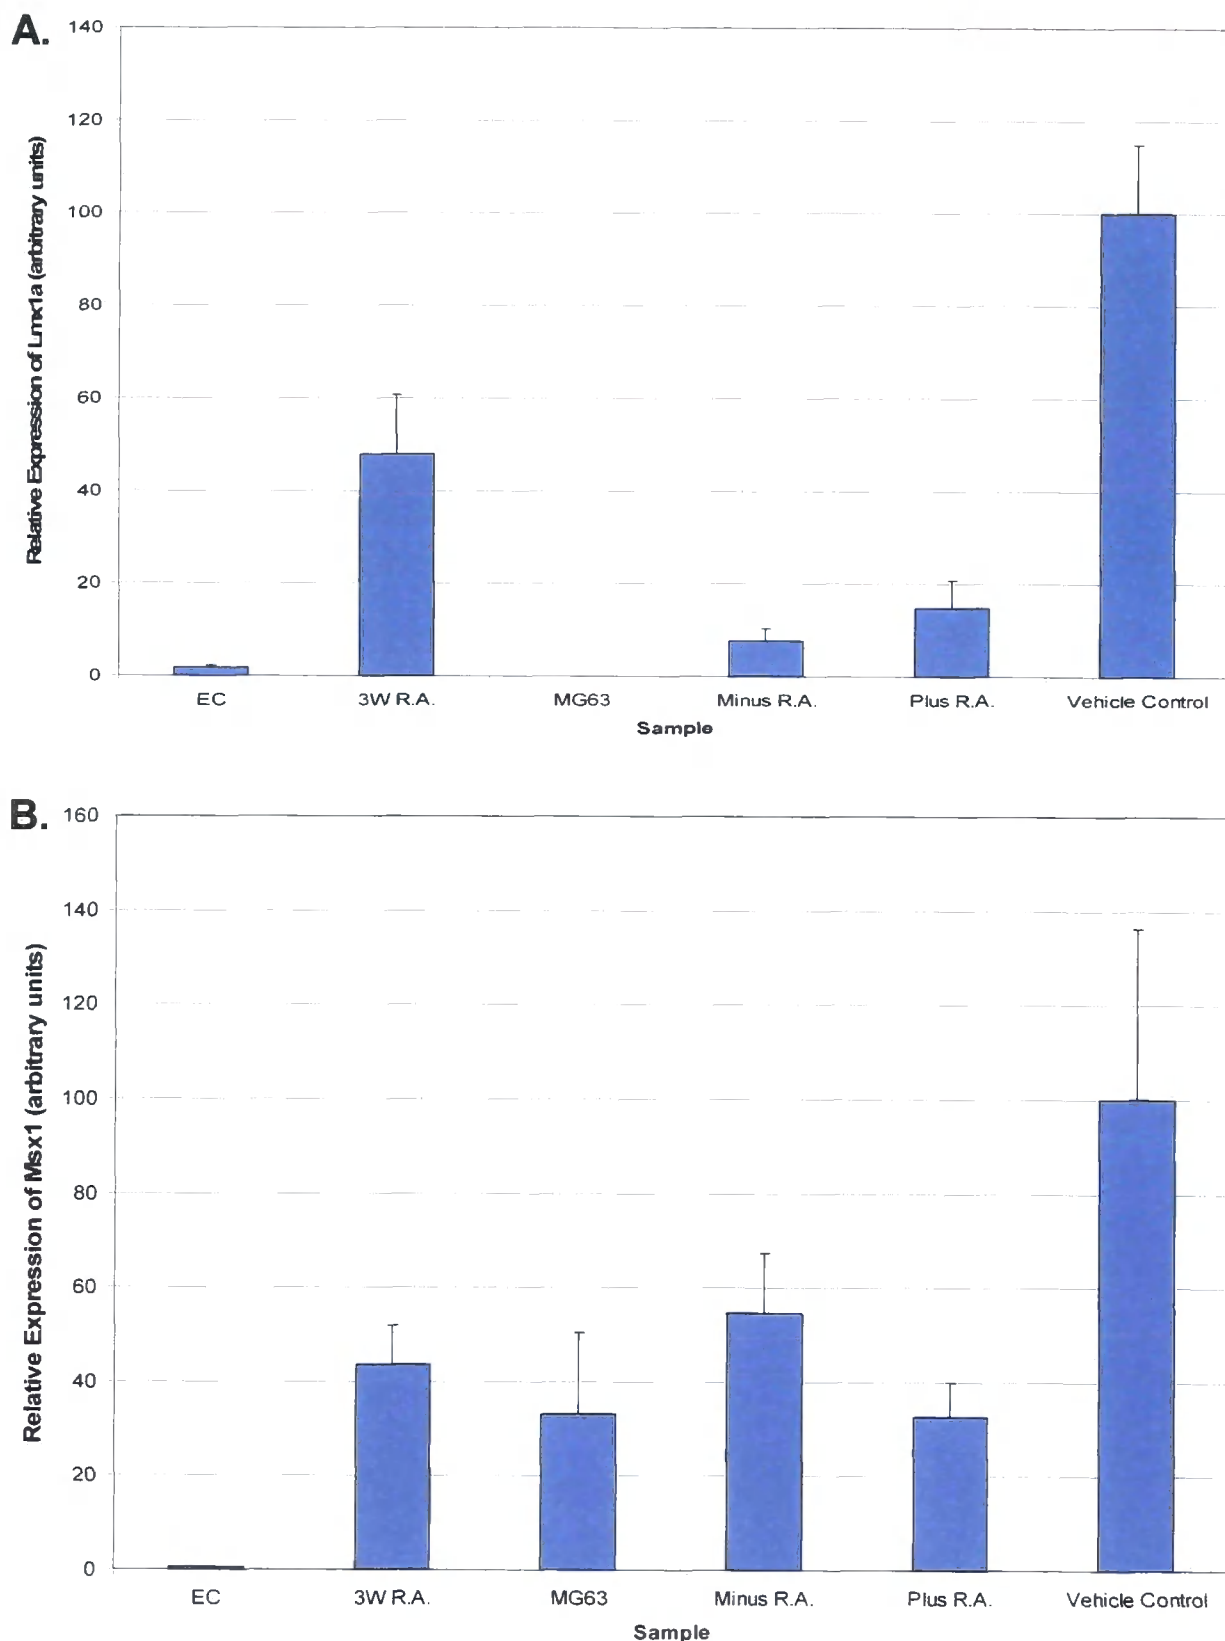 A.
140
120
100
80
60
40
20
0
Relative Expression of Lmx1a (arbitrary units)
EC 3W R.A. MG63 Minus R.A. Plus R.A. Vehicle Control
Sample
B.
160
140
120
100
80
60
40
20
0
Relative Expression of Msx1 (arbitrary units)
EC 3W R.A. MG63 Minus R.A. Plus R.A. Vehicle Control
Sample